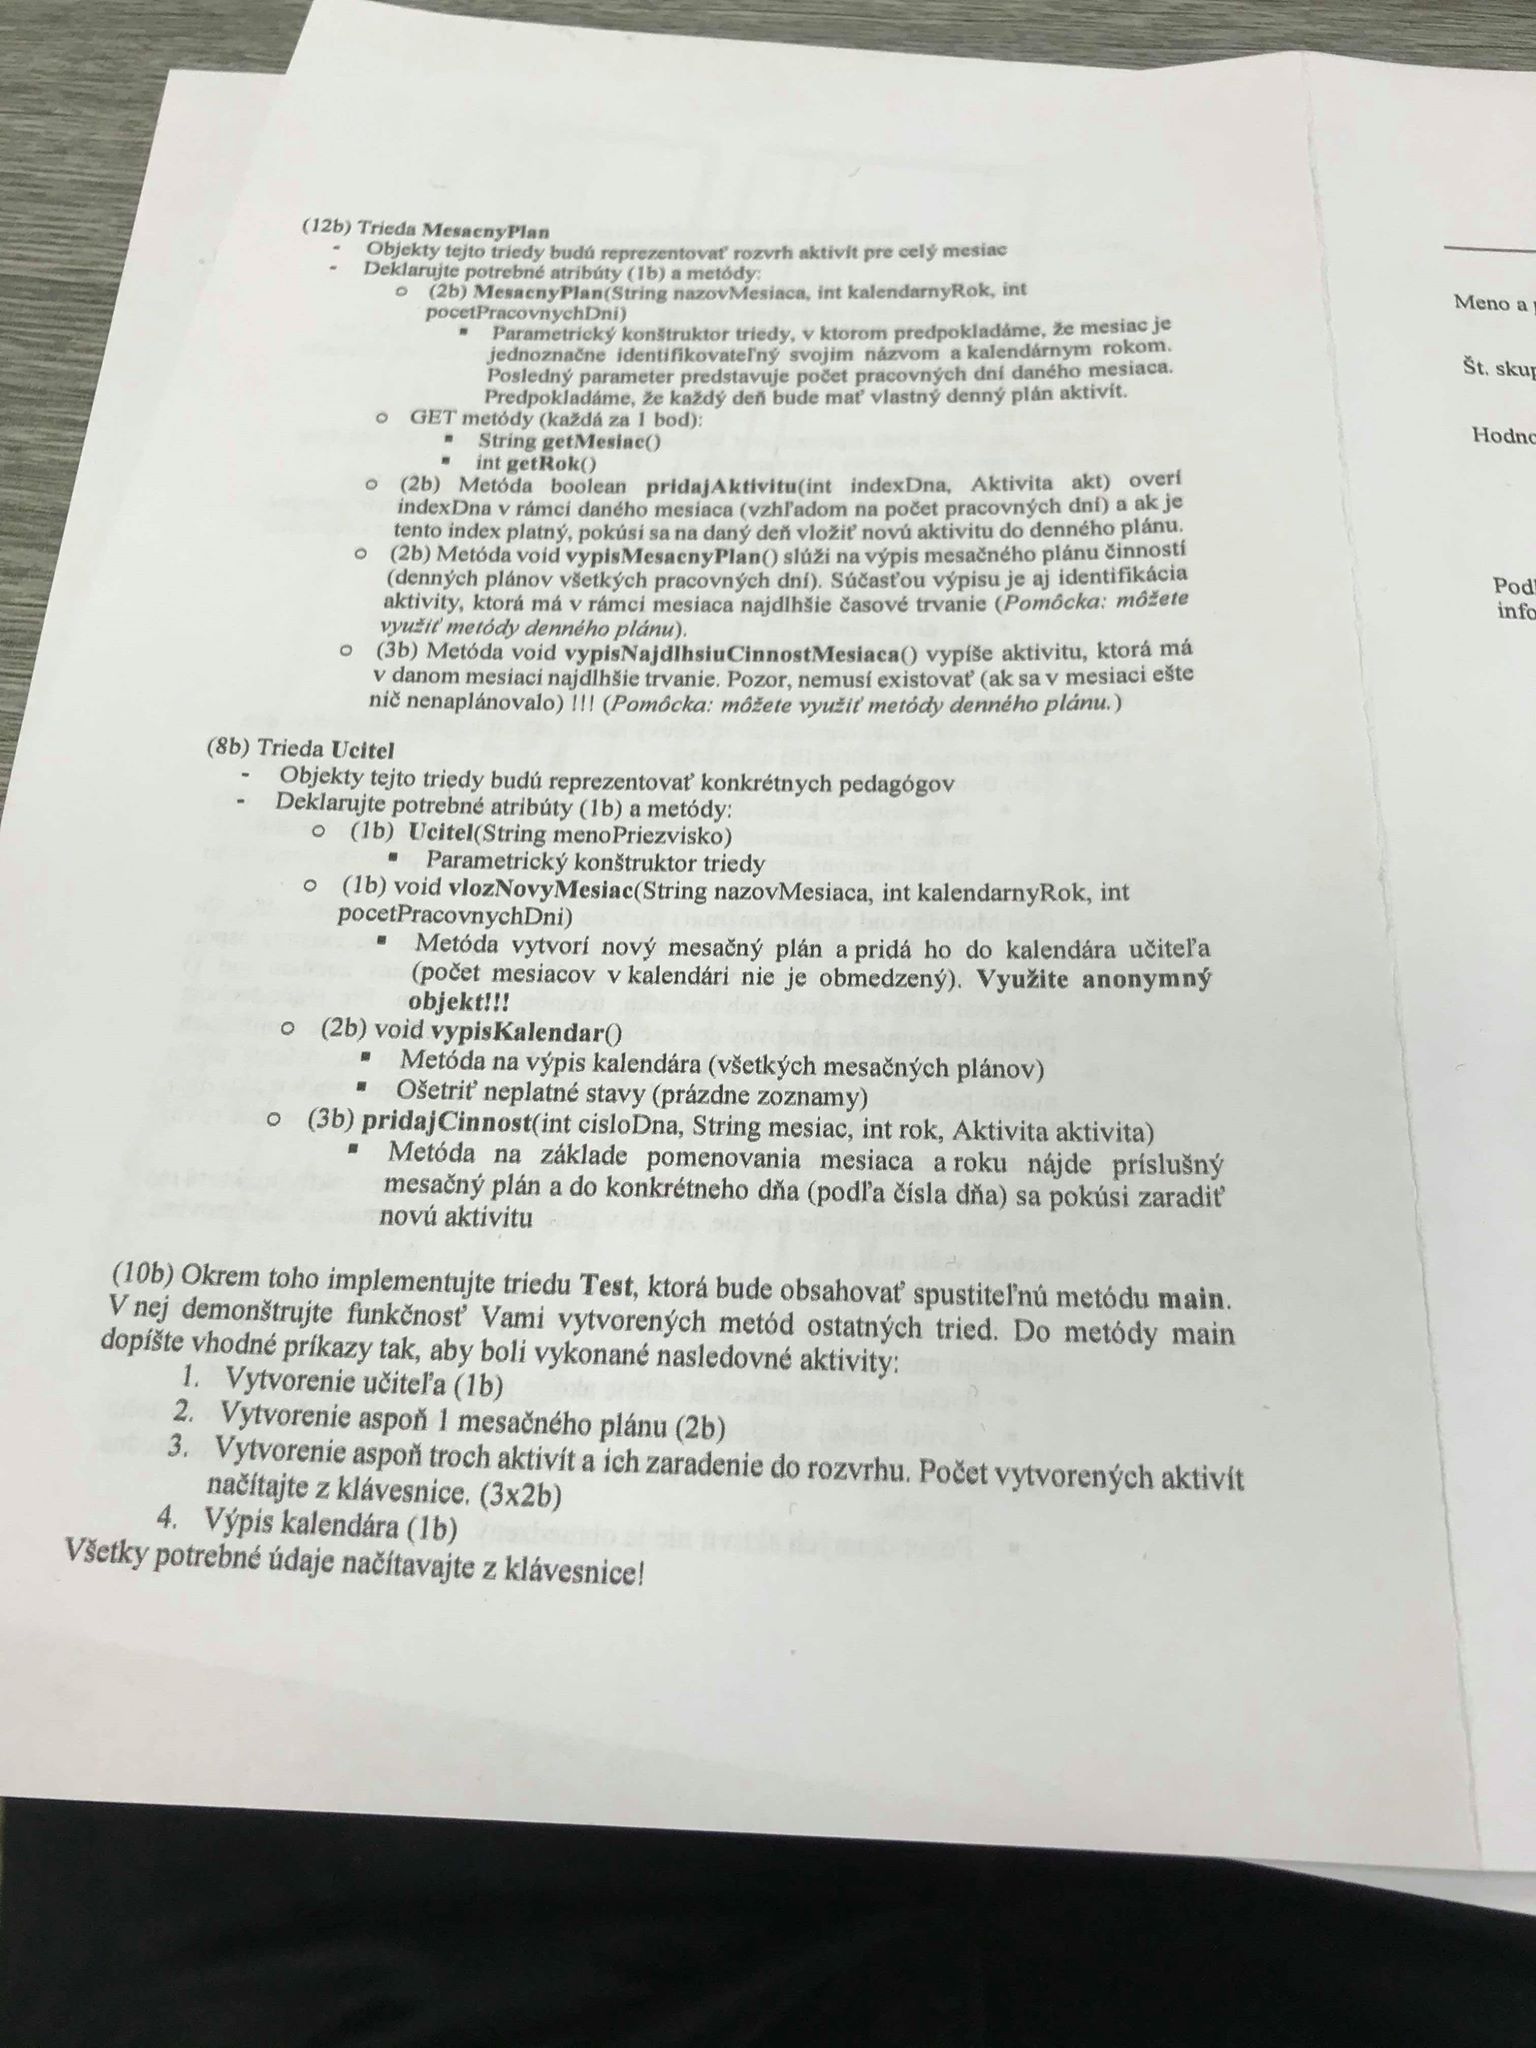 (12b) Trieda MesacnyPlan
- Objekty tejto triedy budú reprezentovať rozvrh aktivít pre celý mesiac
- Deklarujte potrebné atribúty (1b) a metódy:
o (2b) MesacnyPlan(String nazovMesiaca, int kalendarnyRok, int
pocetPracovnychDni)
▪ Parametrický konštruktor triedy, v ktorom predpokladáme, že mesiac je
jednoznačne identifikovateľný svojim názvom a kalendárnym rokom.
Posledný parameter predstavuje počet pracovných dní daného mesiaca.
Predpokladáme, že každý deň bude mať vlastný denný plán aktivít.
o GET metódy (každá za 1 bod):
▪ String getMesiac()
▪ int getRok()
o (2b) Metóda boolean pridajAktivitu(int indexDna, Aktivita akt) overí
indexDna v rámci daného mesiaca (vzhľadom na počet pracovných dní) a ak je
tento index platný, pokúsi sa na daný deň vložiť novú aktivitu do denného plánu.
o (2b) Metóda void vypisMesacnyPlan() slúži na výpis mesačného plánu činností
(denných plánov všetkých pracovných dní). Súčasťou výpisu je aj identifikácia
aktivity, ktorá má v rámci mesiaca najdlhšie časové trvanie (Pomôcka: môžete
využiť metódy denného plánu).
o (3b) Metóda void vypisNajdlhsiuCinnostMesiaca() vypíše aktivitu, ktorá má
v danom mesiaci najdlhšie trvanie. Pozor, nemusí existovať (ak sa v mesiaci ešte
nič nenaplánovalo) !!! (Pomôcka: môžete využiť metódy denného plánu.)
(8b) Trieda Ucitel
- Objekty tejto triedy budú reprezentovať konkrétnych pedagógov
- Deklarujte potrebné atribúty (1b) a metódy:
o (1b) Ucitel(String menoPriezvisko)
▪ Parametrický konštruktor triedy
o (1b) void vlozNovyMesiac(String nazovMesiaca, int kalendarnyRok, int
pocetPracovnychDni)
▪ Metóda vytvorí nový mesačný plán a pridá ho do kalendára učiteľa
(počet mesiacov v kalendári nie je obmedzený). Využite anonymný
objekt!!!
o (2b) void vypisKalendar()
▪ Metóda na výpis kalendára (všetkých mesačných plánov)
▪ Ošetriť neplatné stavy (prázdne zoznamy)
o (3b) pridajCinnost(int cisloDna, String mesiac, int rok, Aktivita aktivita)
▪ Metóda na základe pomenovania mesiaca a roku nájde príslušný
mesačný plán a do konkrétneho dňa (podľa čísla dňa) sa pokúsi zaradiť
novú aktivitu
(10b) Okrem toho implementujte triedu Test, ktorá bude obsahovať spustiteľnú metódu main.
V nej demonštrujte funkčnosť Vami vytvorených metód ostatných tried. Do metódy main
dopíšte vhodné príkazy tak, aby boli vykonané nasledovné aktivity:
1. Vytvorenie učiteľa (1b)
2. Vytvorenie aspoň 1 mesačného plánu (2b)
3. Vytvorenie aspoň troch aktivít a ich zaradenie do rozvrhu. Počet vytvorených aktivít
načítajte z klávesnice. (3x2b)
4. Výpis kalendára (1b)
Všetky potrebné údaje načítavajte z klávesnice!
Meno a
Št. skup
Hodno
Pod
info